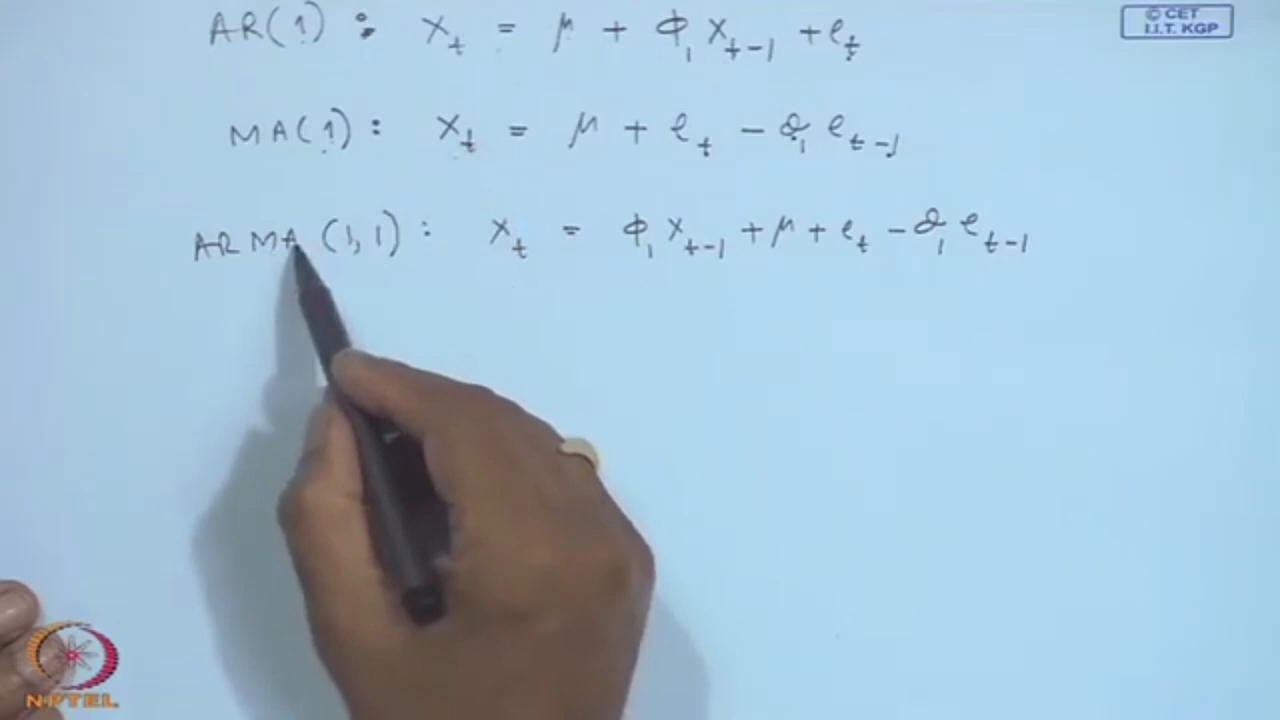 AR(1) : X_t = μ + Φ_1 X_{t-1} + e_t
© CET
I.I.T. KGP
MA(1) : X_t = μ + e_t - θ_1 e_{t-1}
ARMA (1,1) : X_t = Φ_1 X_{t-1} + μ + e_t - θ_1 e_{t-1}
NPTEL